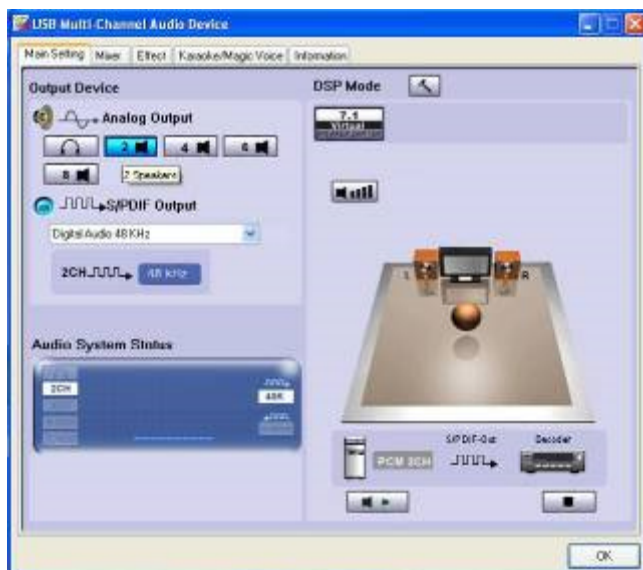 USB Multi-Channel Audio Device
Main Setting Mixer Effect Karaoke/Magic Voice Information
Output Device
DSP Mode
Analog Output
7.1
Virtual
2 4 6
8
2 Speakers
S/PDIF Output
Digital Audio 48 KHz
2CH 48 kHz
L R
Audio System Status
2CH
48K
S/PDIF-Out Decoder
PCM 2CH
OK